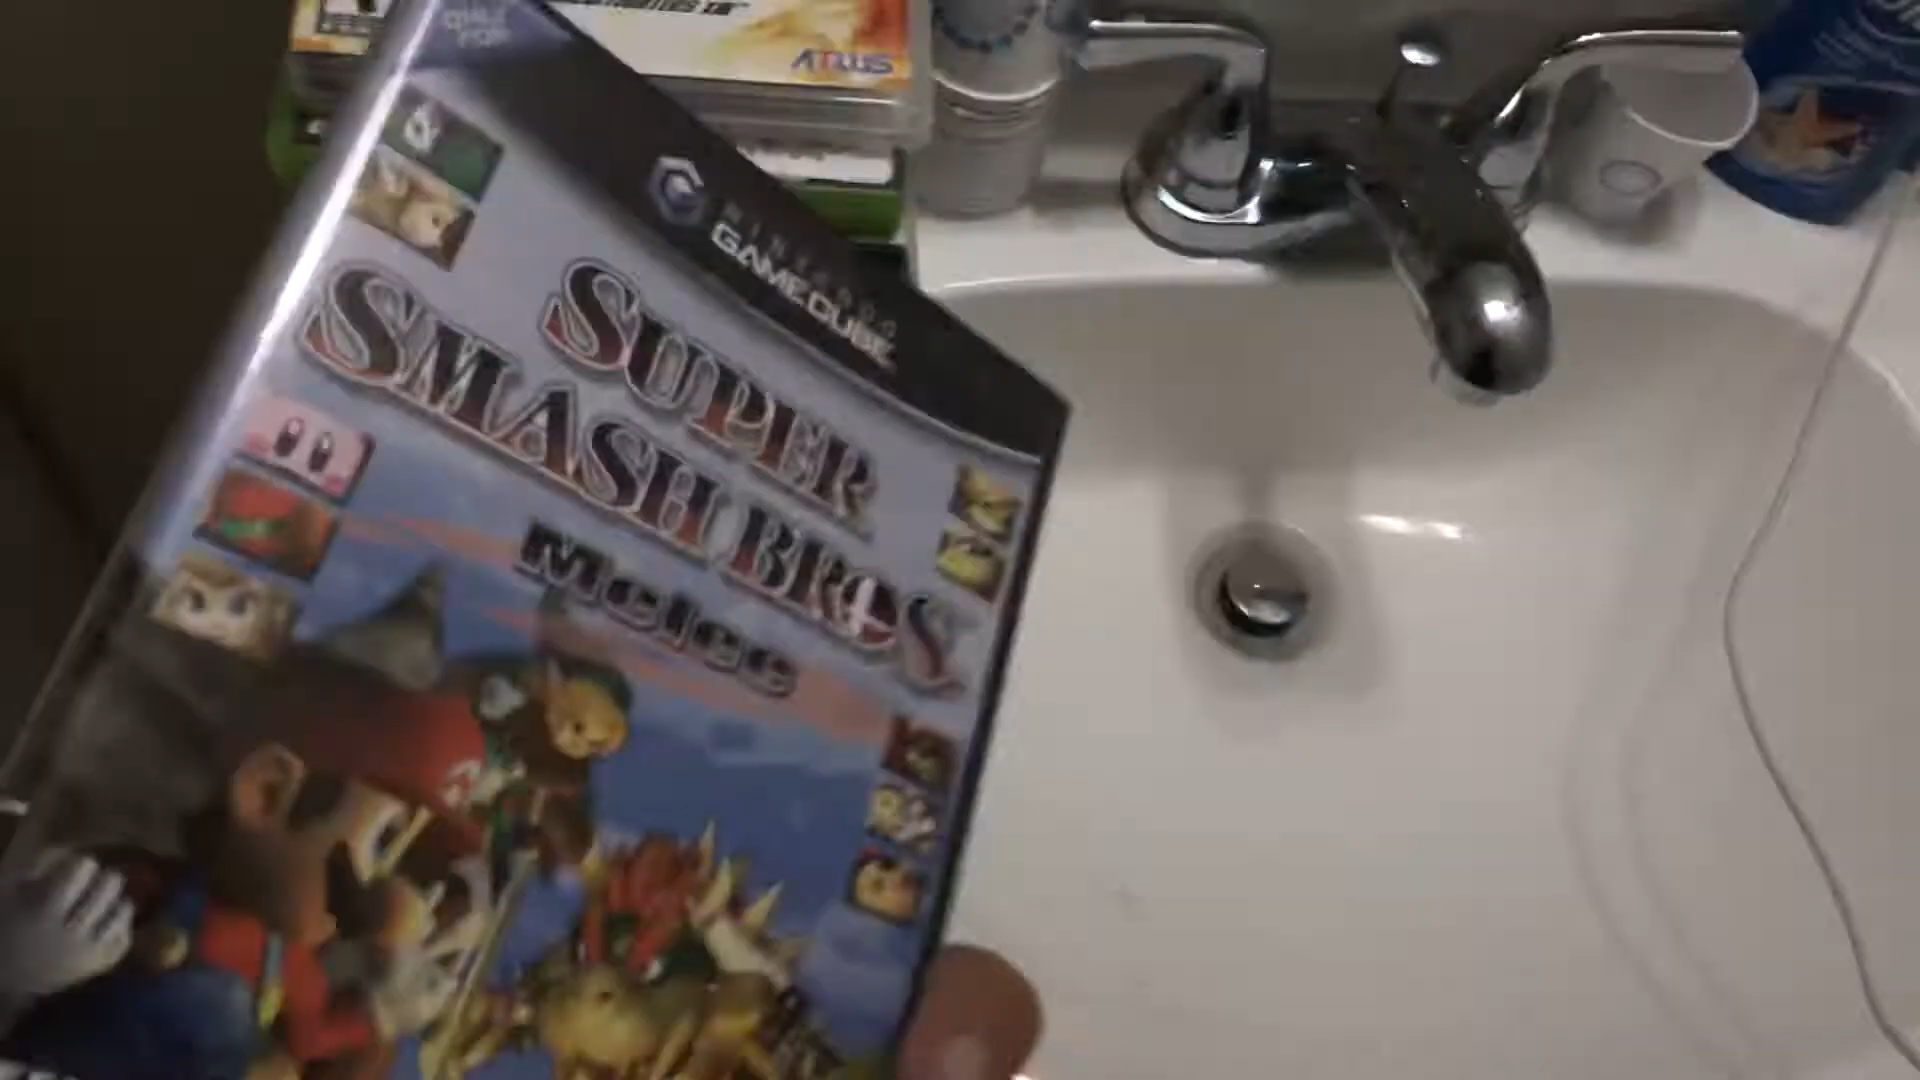 ATLUS
NINTENDO
GAMECUBE
SUPER
SMASH BROS
Melee